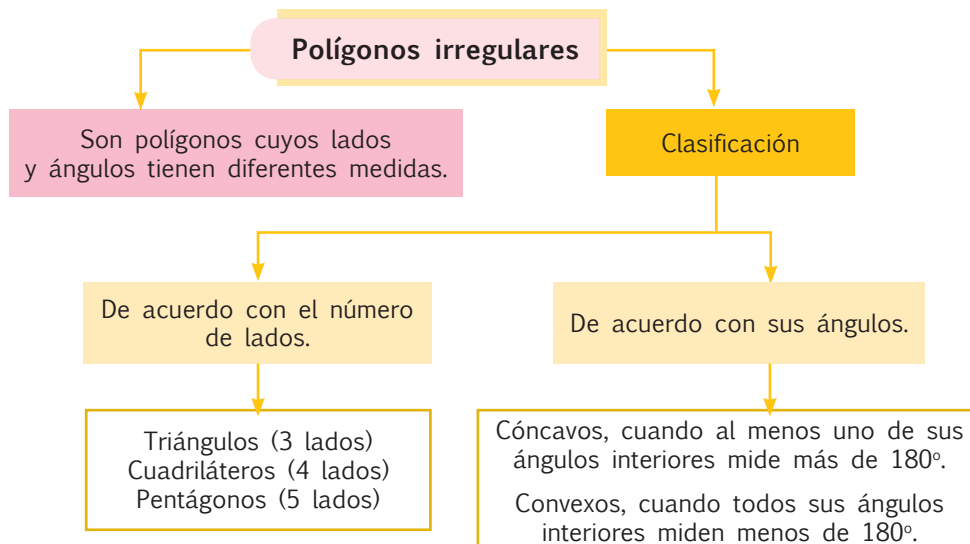 Polígonos irregulares
Son polígonos cuyos lados
y ángulos tienen diferentes medidas.
Clasificación
De acuerdo con el número
de lados.
De acuerdo con sus ángulos.
Triángulos (3 lados)
Cuadriláteros (4 lados)
Pentágonos (5 lados)
Cóncavos, cuando al menos uno de sus
ángulos interiores mide más de 180º.
Convexos, cuando todos sus ángulos
interiores miden menos de 180º.